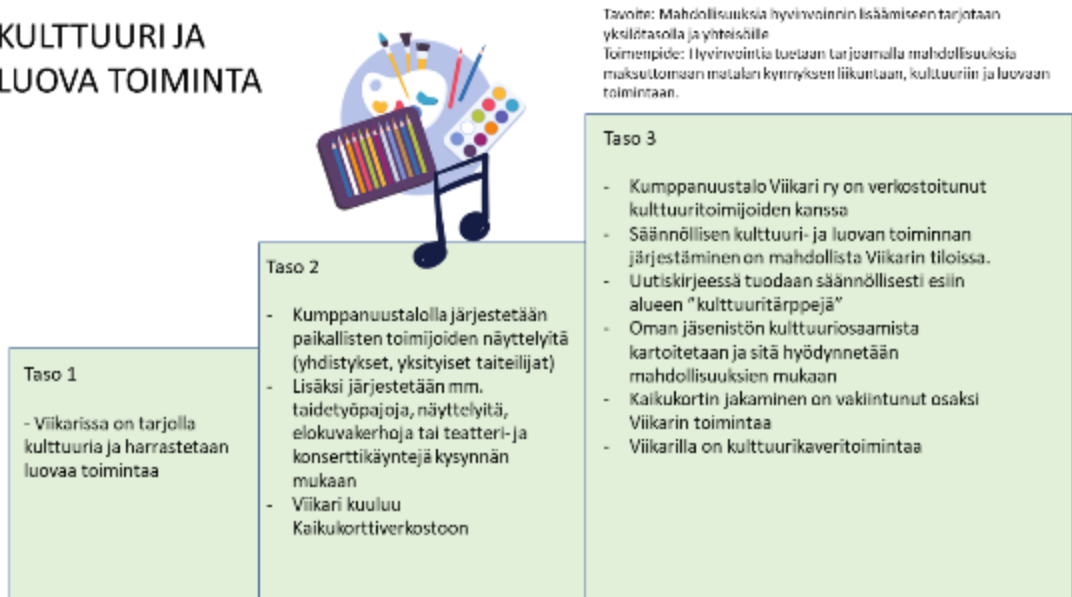 KULTTUURI JA
LUOVA TOIMINTA
Tavoite: Mahdollisuuksia hyvinvoinnin lisäämiseen tarjotaan
yksilötasolla ja yhteisöille
Toimenpide: Hyvinvointia tuetaan tarjoamalla mahdollisuuksia
maksuttomaan matalan kynnyksen liikuntaan, kulttuuriin ja luovaan
toimintaan.
Taso 1
- Viikarissa on tarjolla
kulttuuria ja harrastetaan
luovaa toimintaa
Taso 2
- Kumppanuustalolla järjestetään
paikallisten toimijoiden näyttelyitä
(yhdistykset, yksityiset taiteilijat)
- Lisäksi järjestetään mm.
taidetyöpajoja, näyttelyitä,
elokuvakerhoja tai teatteri- ja
konserttikäyntejä kysynnän
mukaan
- Viikari kuuluu
Kaikukorttiverkostoon
Taso 3
- Kumppanuustalo Viikari ry on verkostoitunut
kulttuuritoimijoiden kanssa
- Säännöllisen kulttuuri- ja luovan toiminnan
järjestäminen on mahdollista Viikarin tiloissa.
- Uutiskirjeessä tuodaan säännöllisesti esiin
alueen ”kulttuuritärppejä”
- Oman jäsenistön kulttuuriosaamista
kartoitetaan ja sitä hyödynnetään
mahdollisuuksien mukaan
- Kaikukortin jakaminen on vakiintunut osaksi
Viikarin toimintaa
- Viikarilla on kulttuurikaveritoimintaa